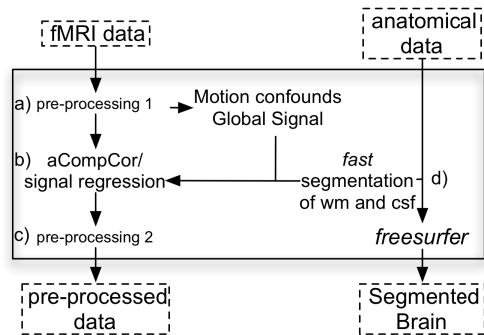 fMRI data
anatomical
data
a) pre-processing 1
Motion confounds
Global Signal
b) aCompCor/
signal regression
fast
segmentation
of wm and csf
d)
c) pre-processing 2
freesurfer
pre-processed
data
Segmented
Brain